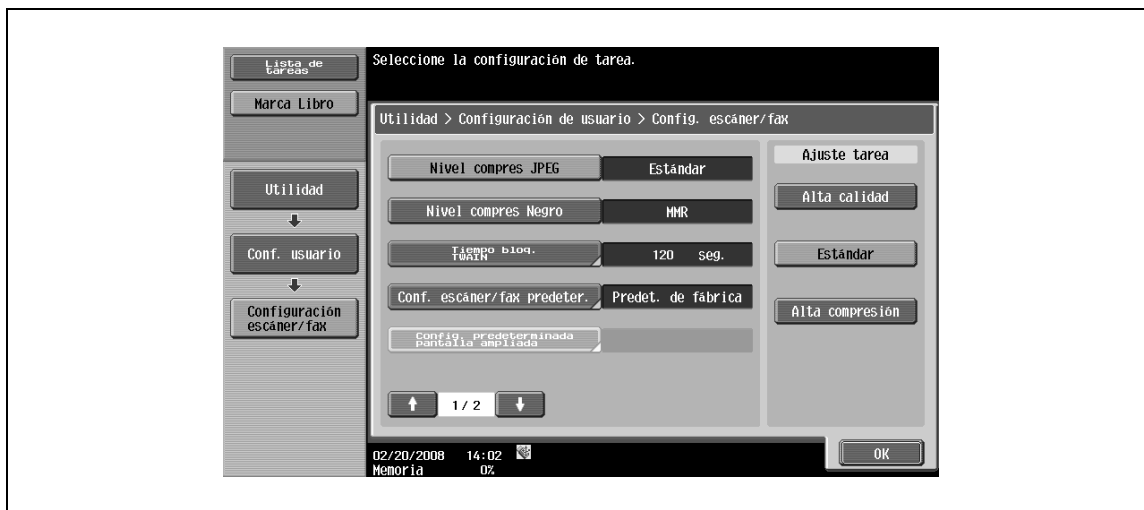 Lista de
tareas
Seleccione la configuración de tarea.
Marca Libro
Utilidad > Configuración de usuario > Config. escáner/fax
Utilidad
Conf. usuario
Configuración
escáner/fax
Nivel compres JPEG Estándar
Nivel compres Negro MMR
Tiempo bloq.
TWAIN
120 seg.
Conf. escáner/fax predeter. Predet. de fábrica
Config. predeterminada
pantalla ampliada
1/ 2
Ajuste tarea
Alta calidad
Estándar
Alta compresión
02/20/2008 14:02
Memoria 0%
OK